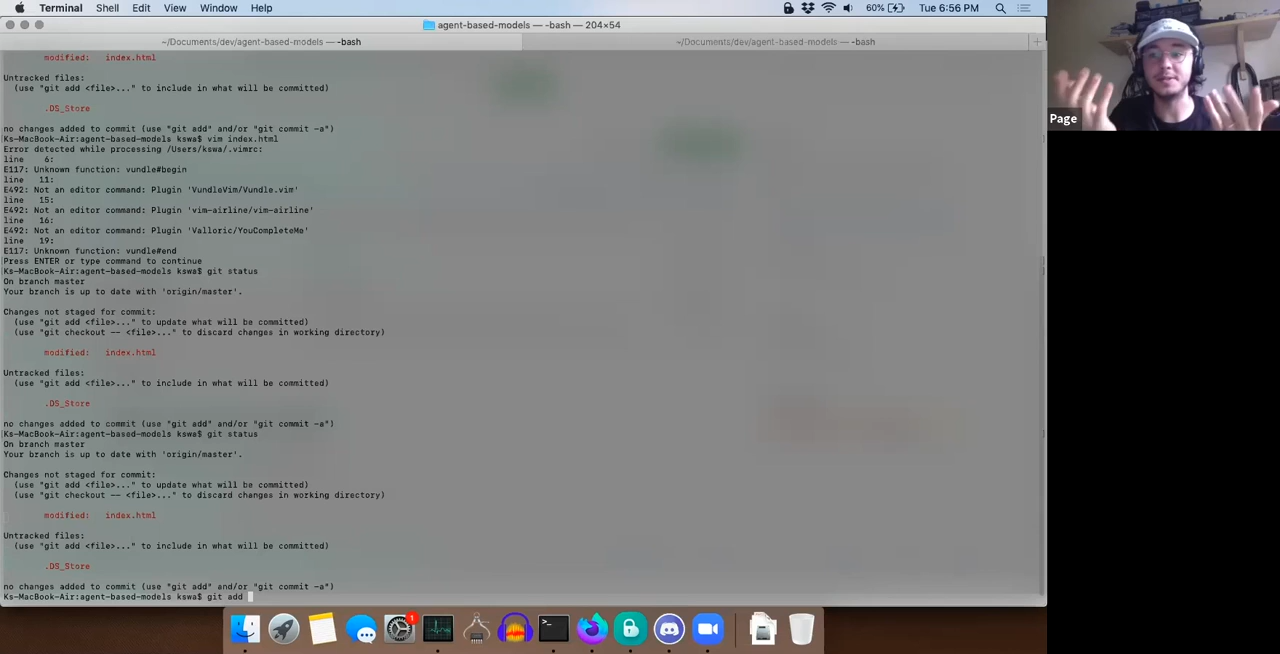 Terminal Shell Edit View Window Help 60% Tue 6:56 PM
agent-based-models — -bash — 204×54
~/Documents/dev/agent-based-models — -bash ~/Documents/dev/agent-based-models — -bash
modified: index.html
Untracked files:
(use "git add <file>..." to include in what will be committed)
.DS_Store
no changes added to commit (use "git add" and/or "git commit -a")
Ks-MacBook-Air:agent-based-models kswa$ vim index.html
Error detected while processing /Users/kswa/.vimrc:
line 6:
E117: Unknown function: vundle#begin
line 11:
E492: Not an editor command: Plugin 'VundleVim/Vundle.vim'
line 15:
E492: Not an editor command: Plugin 'vim-airline/vim-airline'
line 16:
E492: Not an editor command: Plugin 'Valloric/YouCompleteMe'
line 19:
E117: Unknown function: vundle#end
Press ENTER or type command to continue
Ks-MacBook-Air:agent-based-models kswa$ git status
On branch master
Your branch is up to date with 'origin/master'.
Changes not staged for commit:
(use "git add <file>..." to update what will be committed)
(use "git checkout -- <file>..." to discard changes in working directory)
modified: index.html
Untracked files:
(use "git add <file>..." to include in what will be committed)
.DS_Store
no changes added to commit (use "git add" and/or "git commit -a")
Ks-MacBook-Air:agent-based-models kswa$ git status
On branch master
Your branch is up to date with 'origin/master'.
Changes not staged for commit:
(use "git add <file>..." to update what will be committed)
(use "git checkout -- <file>..." to discard changes in working directory)
modified: index.html
Untracked files:
(use "git add <file>..." to include in what will be committed)
.DS_Store
no changes added to commit (use "git add" and/or "git commit -a")
Ks-MacBook-Air:agent-based-models kswa$ git add
1
>_
Page